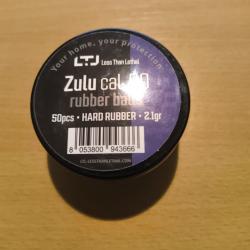 Your home, your protection
LTL Less Than Lethal
Zulu cal.50
rubber balls
50pcs • HARD RUBBER • 2.1gr
8 053800 943666